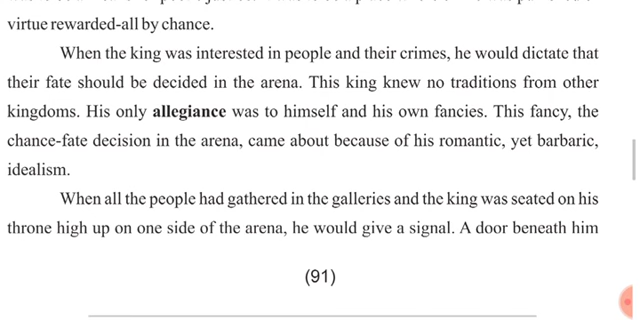 virtue rewarded-all by chance.
When the king was interested in people and their crimes, he would dictate that
their fate should be decided in the arena. This king knew no traditions from other
kingdoms. His only allegiance was to himself and his own fancies. This fancy, the
chance-fate decision in the arena, came about because of his romantic, yet barbaric,
idealism.
When all the people had gathered in the galleries and the king was seated on his
throne high up on one side of the arena, he would give a signal. A door beneath him
(91)